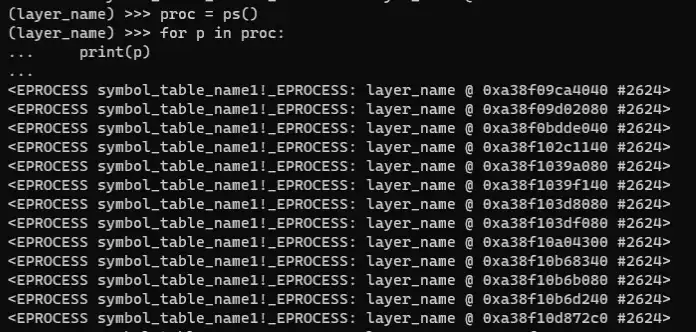 (layer_name) >>> proc = ps()
(layer_name) >>> for p in proc:
...     print(p)
...
<EPROCESS symbol_table_name1!_EPROCESS: layer_name @ 0xa38f09ca4040 #2624>
<EPROCESS symbol_table_name1!_EPROCESS: layer_name @ 0xa38f09d02080 #2624>
<EPROCESS symbol_table_name1!_EPROCESS: layer_name @ 0xa38f0bdde040 #2624>
<EPROCESS symbol_table_name1!_EPROCESS: layer_name @ 0xa38f102c1140 #2624>
<EPROCESS symbol_table_name1!_EPROCESS: layer_name @ 0xa38f1039a080 #2624>
<EPROCESS symbol_table_name1!_EPROCESS: layer_name @ 0xa38f1039f140 #2624>
<EPROCESS symbol_table_name1!_EPROCESS: layer_name @ 0xa38f103d8080 #2624>
<EPROCESS symbol_table_name1!_EPROCESS: layer_name @ 0xa38f103df080 #2624>
<EPROCESS symbol_table_name1!_EPROCESS: layer_name @ 0xa38f10a04300 #2624>
<EPROCESS symbol_table_name1!_EPROCESS: layer_name @ 0xa38f10b68340 #2624>
<EPROCESS symbol_table_name1!_EPROCESS: layer_name @ 0xa38f10b6b080 #2624>
<EPROCESS symbol_table_name1!_EPROCESS: layer_name @ 0xa38f10b6d240 #2624>
<EPROCESS symbol_table_name1!_EPROCESS: layer_name @ 0xa38f10d872c0 #2624>